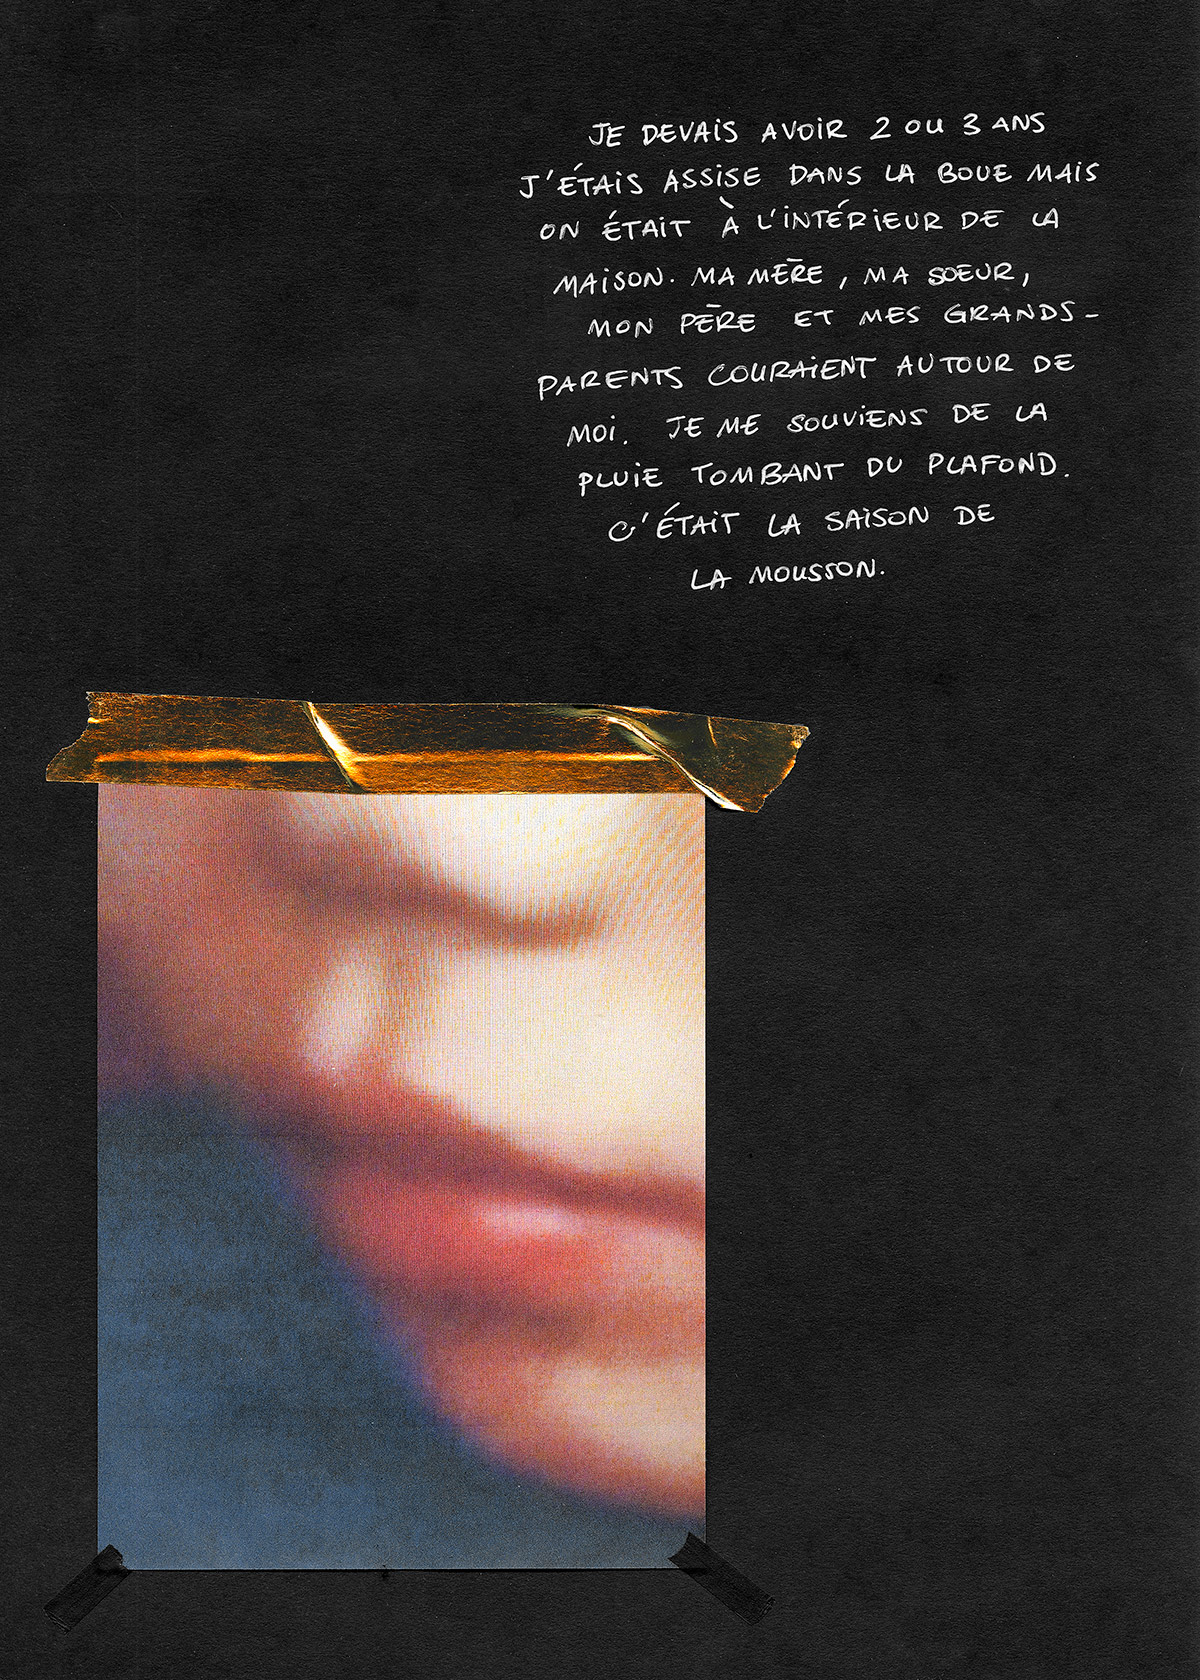 JE DEVAIS AVOIR 2 OU 3 ANS
J'ÉTAIS ASSISE DANS LA BOUE MAIS
ON ÉTAIT À L'INTÉRIEUR DE LA
MAISON. MA MÈRE, MA SOEUR,
MON PÈRE ET MES GRANDS-
PARENTS COURAIENT AUTOUR DE
MOI. JE ME SOUVIENS DE LA
PLUIE TOMBANT DU PLAFOND.
C'ÉTAIT LA SAISON DE
LA MOUSSON.